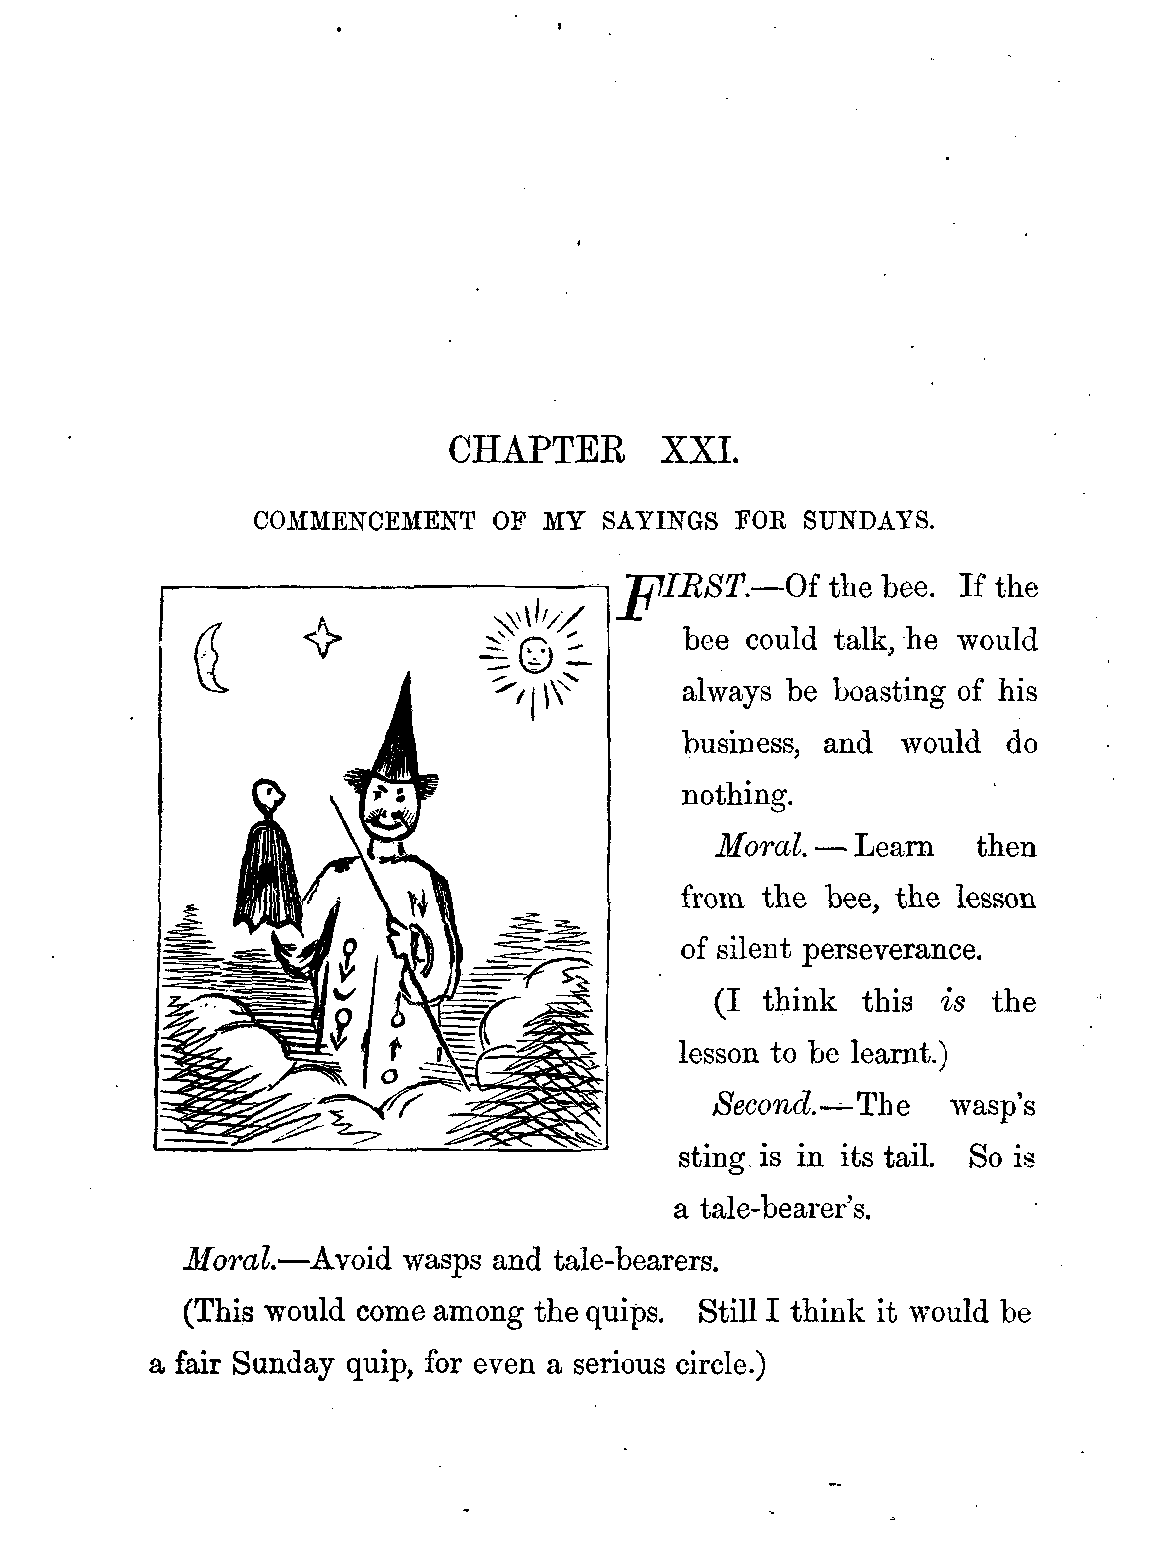 CHAPTER XXI.
COMMENCEMENT OF MY SAYINGS FOR SUNDAYS.
FIRST.—Of the bee. If the
bee could talk, he would
always be boasting of his
business, and would do
nothing.
Moral.—Learn then
from the bee, the lesson
of silent perseverance.
(I think this is the
lesson to be learnt.)
Second.—The wasp's
sting is in its tail. So is
a tale-bearer's.
Moral.—Avoid wasps and tale-bearers.
(This would come among the quips. Still I think it would be
a fair Sunday quip, for even a serious circle.)